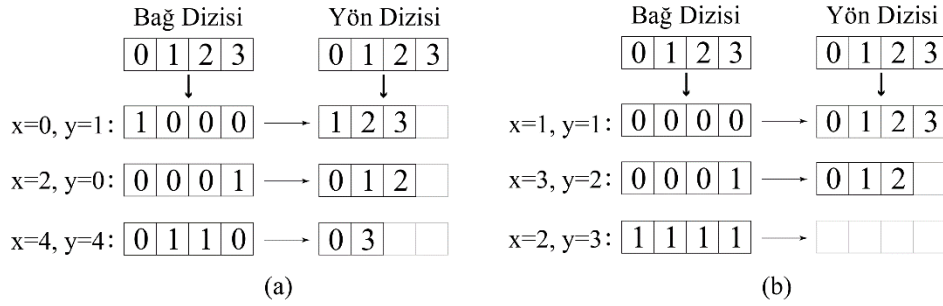 Bağ Dizisi Yön Dizisi
0 1 2 3 0 1 2 3
x=0, y=1: 1 0 0 0 1 2 3
x=2, y=0: 0 0 0 1 0 1 2
x=4, y=4: 0 1 1 0 0 3
(a)
Bağ Dizisi Yön Dizisi
0 1 2 3 0 1 2 3
x=1, y=1: 0 0 0 0 0 1 2 3
x=3, y=2: 0 0 0 1 0 1 2
x=2, y=3: 1 1 1 1
(b)